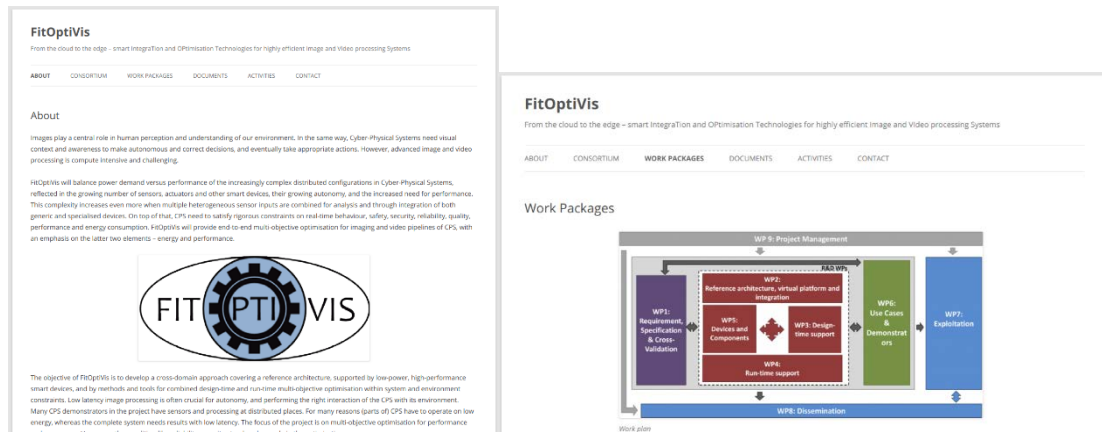 FitOptiVis
From the cloud to the edge – smart IntegraTion and OPtimisation Technologies for highly efficient Image and VIdeo processing Systems
ABOUT CONSORTIUM WORK PACKAGES DOCUMENTS ACTIVITIES CONTACT
About
Images play a central role in human perception and understanding of our environment. In the same way, Cyber-Physical Systems need visual
context and awareness to make autonomous and correct decisions, and eventually take appropriate actions. However, advanced image and video
processing is compute intensive and challenging.
FitOptiVis will balance power demand versus performance of the increasingly complex distributed configurations in Cyber-Physical Systems,
reflected in the growing number of sensors, actuators and other smart devices, their growing autonomy, and the increased need for performance.
This complexity increases even more when multiple heterogeneous sensor inputs are combined for analysis and through integration of both
generic and specialised devices. On top of that, CPS need to satisfy rigorous constraints on real-time behaviour, safety, security, reliability, quality,
performance and energy consumption. FitOptiVis will provide end-to-end multi-objective optimisation for imaging and video pipelines of CPS, with
an emphasis on the latter two elements – energy and performance.
FIT OPTI VIS
The objective of FitOptiVis is to develop a cross-domain approach covering a reference architecture, supported by low-power, high-performance
smart devices, and by methods and tools for combined design-time and run-time multi-objective optimisation within system and environment
constraints. Low latency image processing is often crucial for autonomy, and performing the right interaction of the CPS with its environment.
Many CPS demonstrators in the project have sensors and processing at distributed places. For many reasons (parts of) CPS have to operate on low
energy, whereas the complete system needs results with low latency. The focus of the project is on multi-objective optimisation for performance
FitOptiVis
From the cloud to the edge – smart IntegraTion and OPtimisation Technologies for highly efficient Image and VIdeo processing Systems
ABOUT CONSORTIUM WORK PACKAGES DOCUMENTS ACTIVITIES CONTACT
Work Packages
WP 9: Project Management
R&D WPs
WP1:
Requirement,
Specification
& Cross-
Validation
WP2:
Reference architecture, virtual platform and
integration
WP5:
Devices and
Components
WP3: Design-
time support
WP4:
Run-time support
WP6:
Use Cases
&
Demonstrat
ors
WP7:
Exploitation
WP8: Dissemination
Work plan